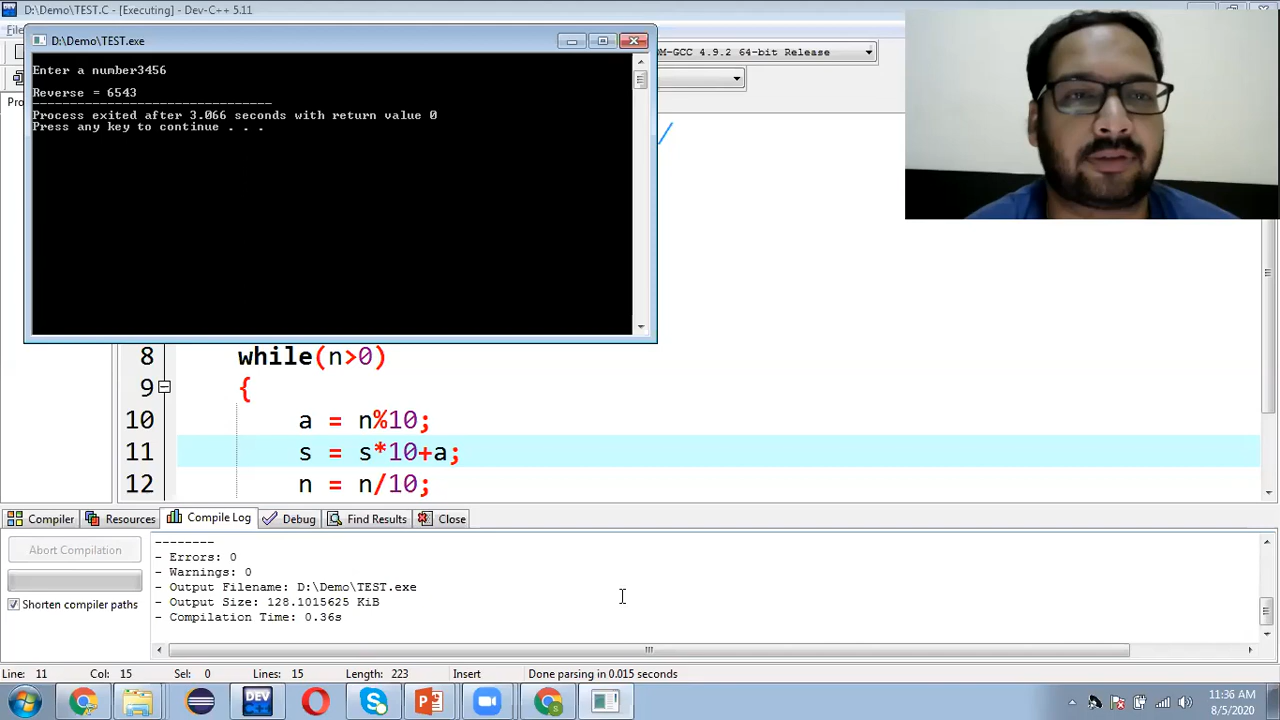 D:\Demo\TEST.C - [Executing] - Dev-C++ 5.11
D:\Demo\TEST.exe
M-GCC 4.9.2 64-bit Release
Enter a number3456
Reverse = 6543
--------------------------------
Process exited after 3.066 seconds with return value 0
Press any key to continue . . .
/
8 while(n>0)
9 {
10 a = n%10;
11 s = s*10+a;
12 n = n/10;
Compiler Resources Compile Log Debug Find Results Close
Abort Compilation
Shorten compiler paths
--------
- Errors: 0
- Warnings: 0
- Output Filename: D:\Demo\TEST.exe
- Output Size: 128.1015625 KiB
- Compilation Time: 0.36s
Line: 11 Col: 15 Sel: 0 Lines: 15 Length: 223 Insert Done parsing in 0.015 seconds
DEV
11:36 AM
8/5/2020